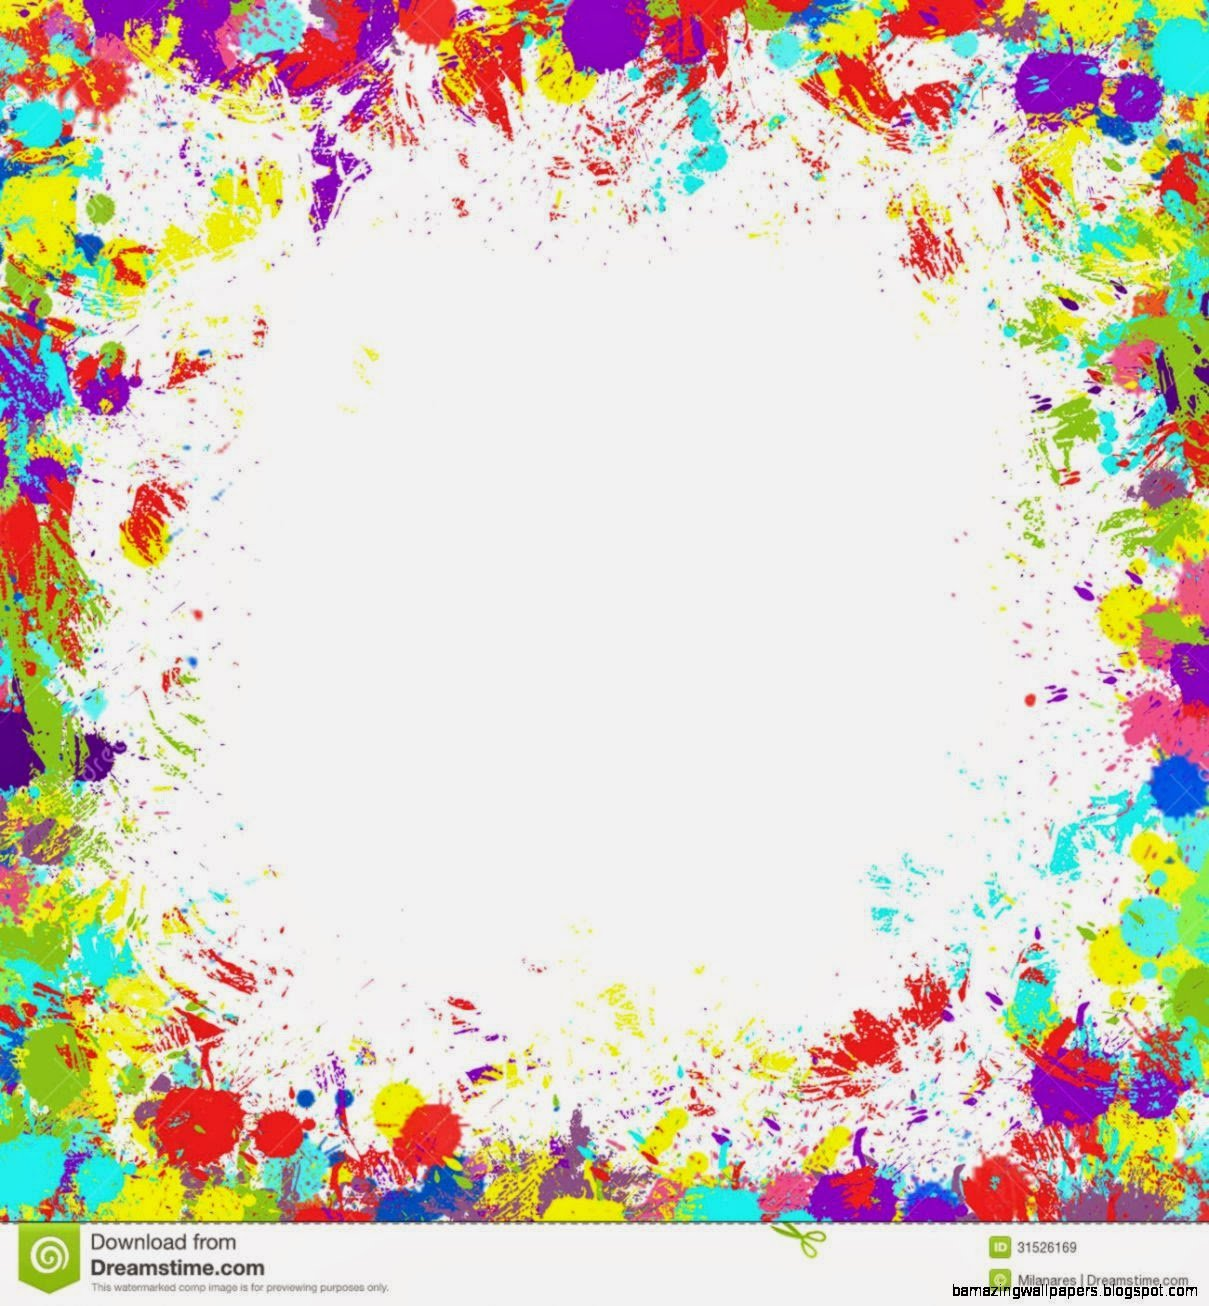 Download from
Dreamstime.com
This watermarked comp image is for previewing purposes only.
ID 31526169
Milanares | Dreamstime.com
bamazingwallpapers.blogspot.com